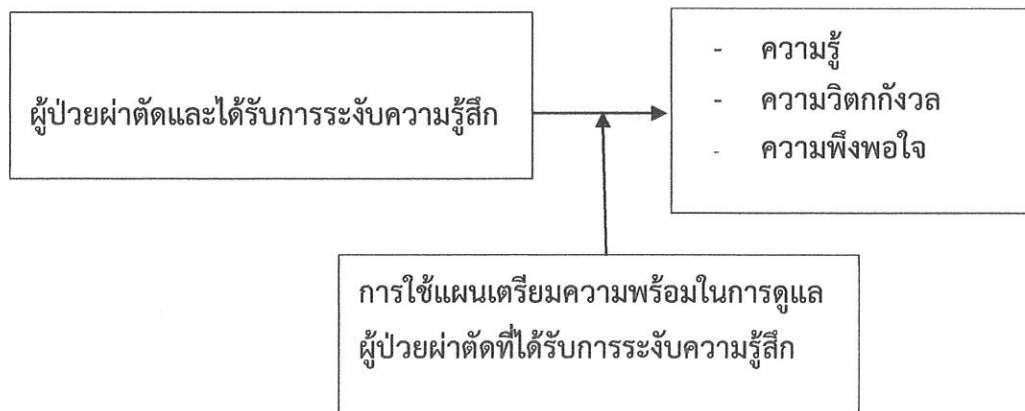 ผู้ป่วยผ่าตัดและได้รับการระงับความรู้สึก
- ความรู้
- ความวิตกกังวล
- ความพึงพอใจ
การใช้แผนเตรียมความพร้อมในการดูแล
ผู้ป่วยผ่าตัดที่ได้รับการระงับความรู้สึก